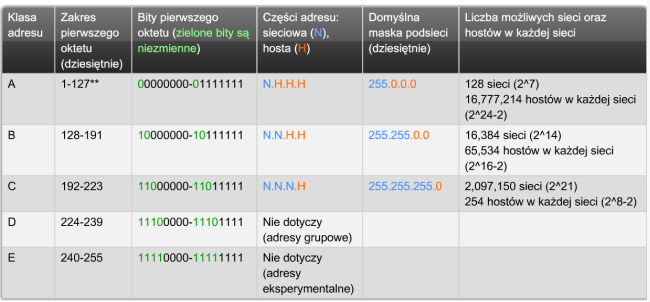 Klasa adresu
Zakres pierwszego oktetu (dziesiętnie)
Bity pierwszego oktetu (zielone bity są niezmienne)
Części adresu: sieciowa (N), hosta (H)
Domyślna maska podsieci (dziesiętnie)
Liczba możliwych sieci oraz hostów w każdej sieci
A
1-127**
00000000-01111111
N.H.H.H
255.0.0.0
128 sieci (2^7)
16,777,214 hostów w każdej sieci
(2^24-2)
B
128-191
10000000-10111111
N.N.H.H
255.255.0.0
16,384 sieci (2^14)
65,534 hostów w każdej sieci
(2^16-2)
C
192-223
11000000-11011111
N.N.N.H
255.255.255.0
2,097,150 sieci (2^21)
254 hostów w każdej sieci (2^8-2)
D
224-239
11100000-11101111
Nie dotyczy
(adresy grupowe)
E
240-255
11110000-11111111
Nie dotyczy
(adresy
eksperymentalne)